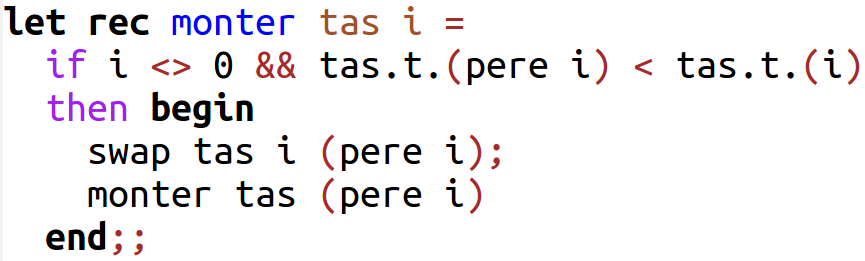 let rec monter tas i =
  if i <> 0 && tas.t.(pere i) < tas.t.(i)
  then begin
    swap tas i (pere i);
    monter tas (pere i)
  end;;